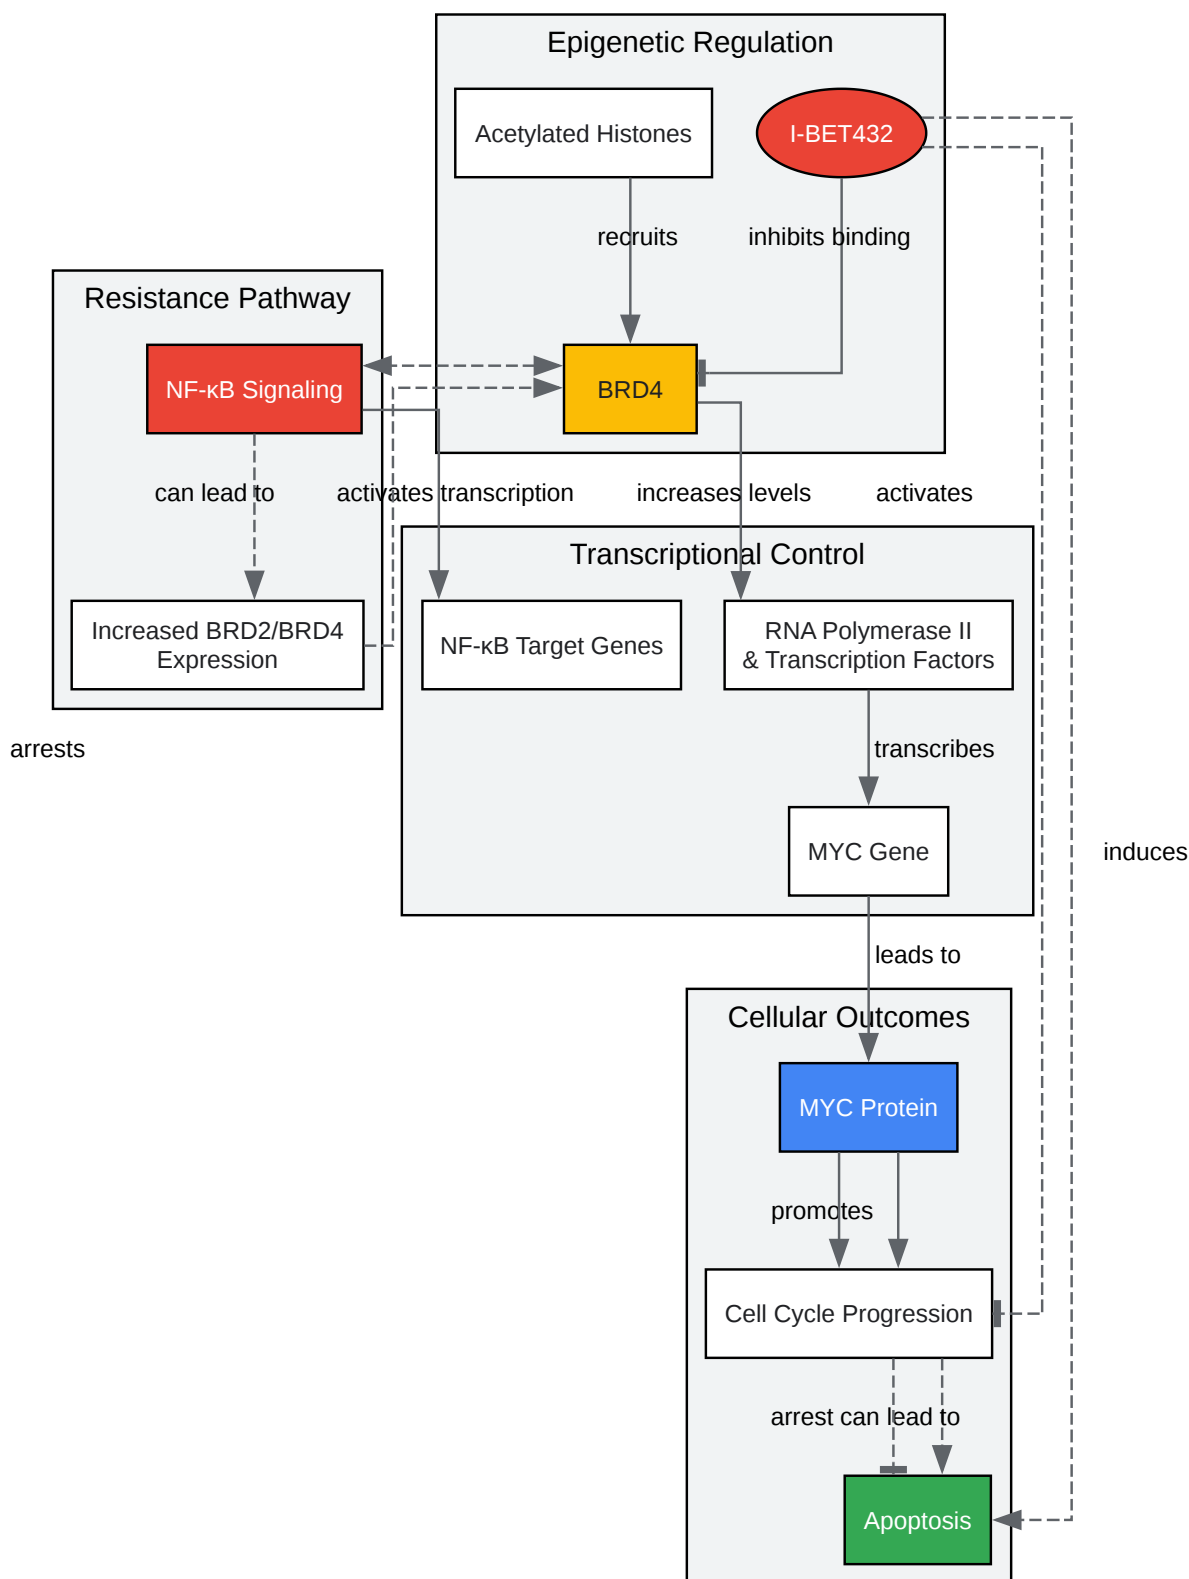 Epigenetic Regulation
Acetylated Histones
I-BET432
recruits
inhibits binding
Resistance Pathway
NF-κB Signaling
BRD4
can lead to
activates transcription
increases levels
activates
Transcriptional Control
Increased BRD2/BRD4
Expression
NF-κB Target Genes
RNA Polymerase II
& Transcription Factors
arrests
transcribes
MYC Gene
induces
leads to
Cellular Outcomes
MYC Protein
promotes
Cell Cycle Progression
arrest can lead to
Apoptosis